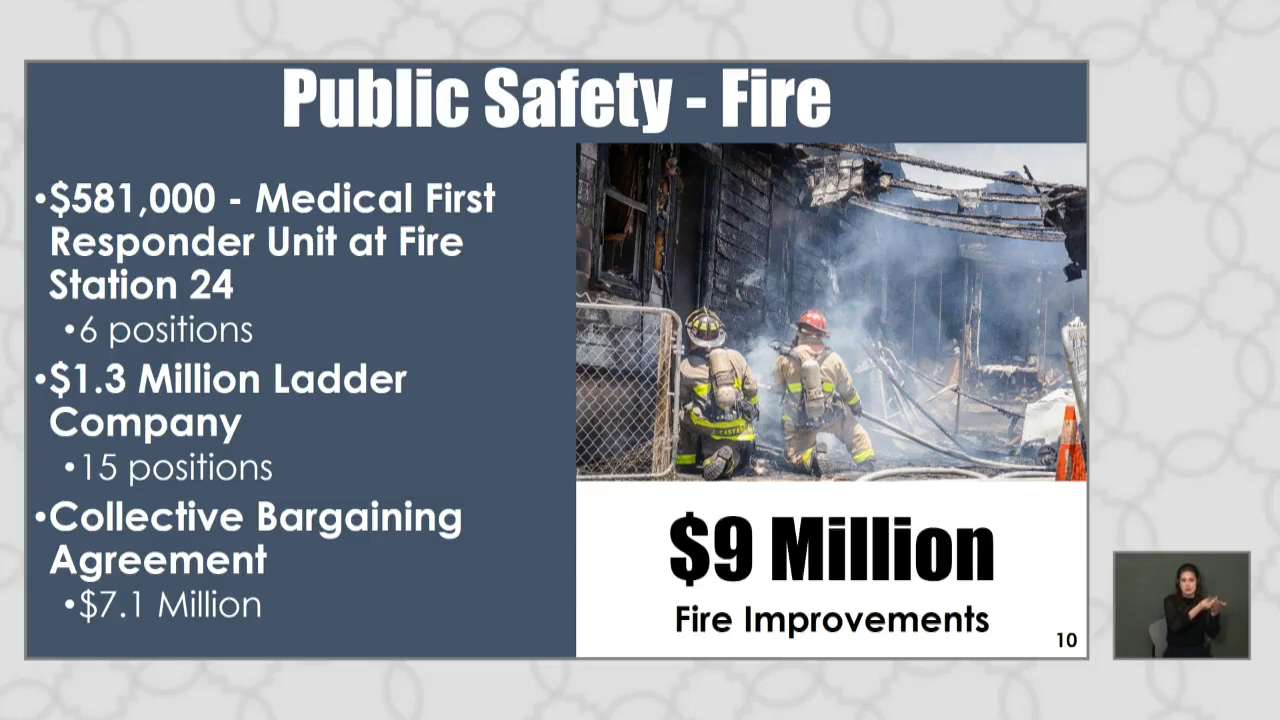 Public Safety - Fire
•$581,000 - Medical First
Responder Unit at Fire
Station 24
•6 positions
•$1.3 Million Ladder
Company
•15 positions
•Collective Bargaining
Agreement
•$7.1 Million
$9 Million
Fire Improvements
10